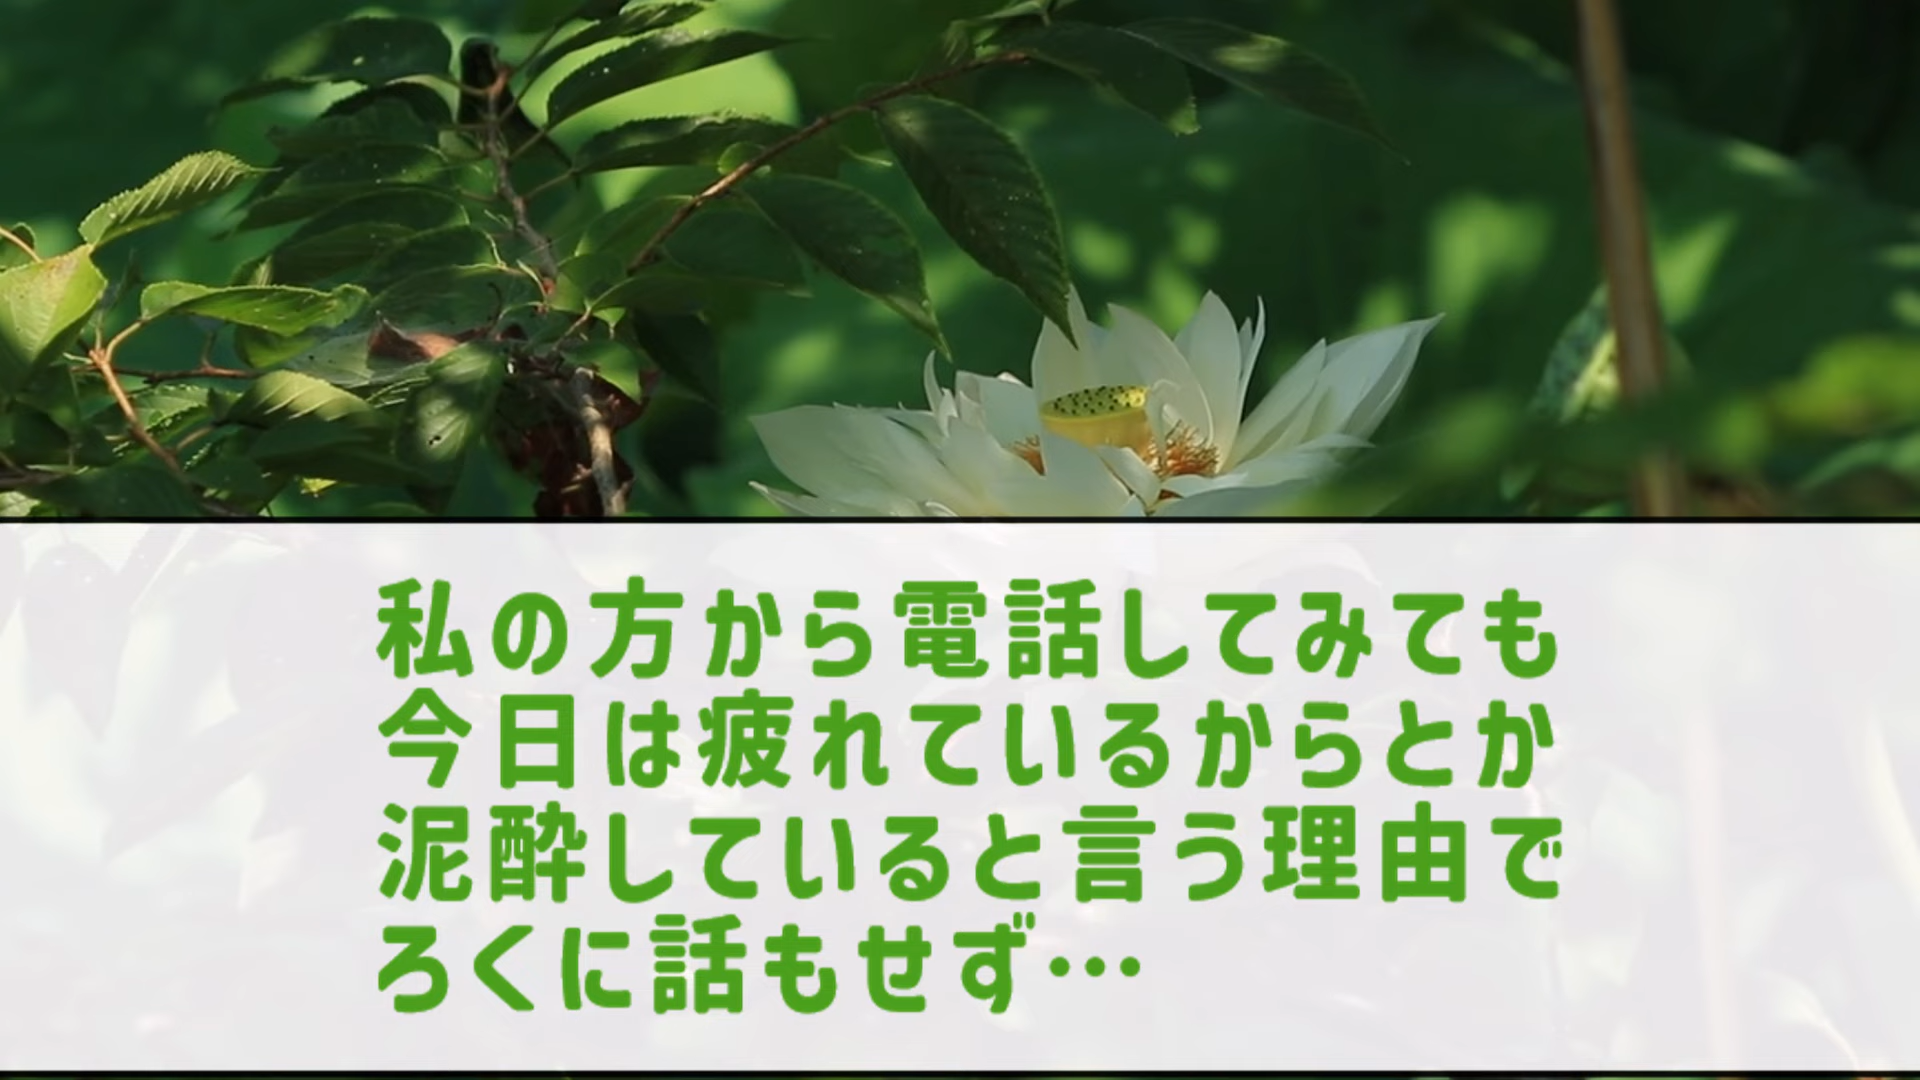 私の方から電話してみても
今日は疲れているからとか
泥酔していると言う理由で
ろくに話もせず…